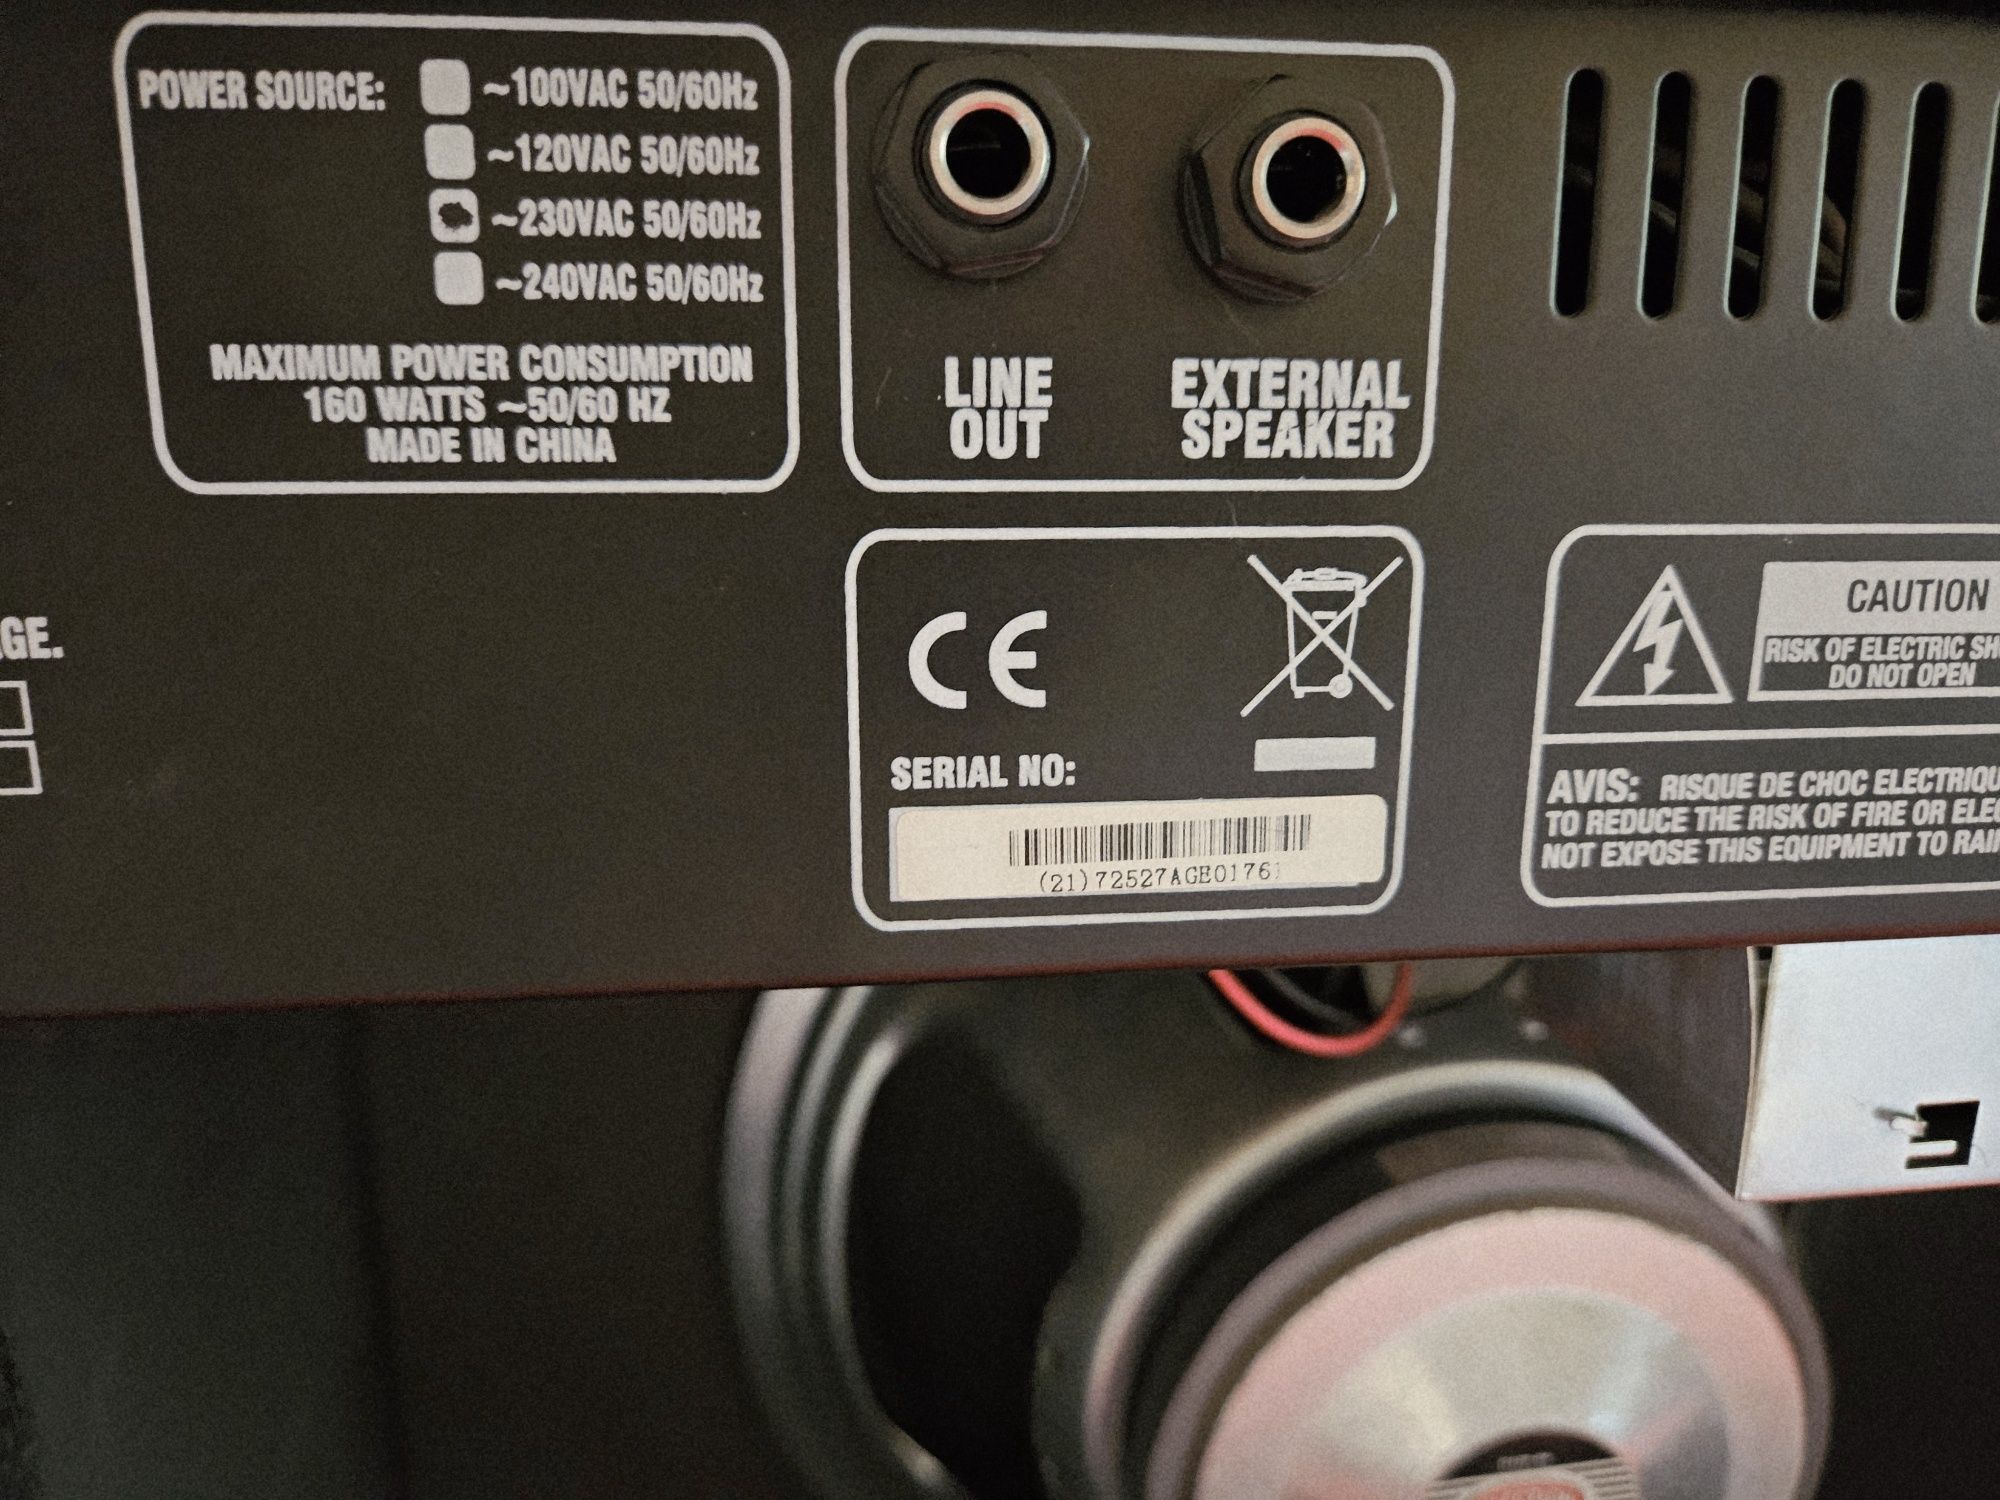 POWER SOURCE: ~100VAC 50/60Hz
~120VAC 50/60Hz
~230VAC 50/60Hz
~240VAC 50/60Hz
MAXIMUM POWER CONSUMPTION
160 WATTS ~50/60 HZ
MADE IN CHINA
LINE
OUT
EXTERNAL
SPEAKER
GE.
CE
SERIAL NO:
(21)72527AGE01761
CAUTION
RISK OF ELECTRIC SH
DO NOT OPEN
AVIS: RISQUE DE CHOC ELECTRIQU
TO REDUCE THE RISK OF FIRE OR ELE
NOT EXPOSE THIS EQUIPMENT TO RAI